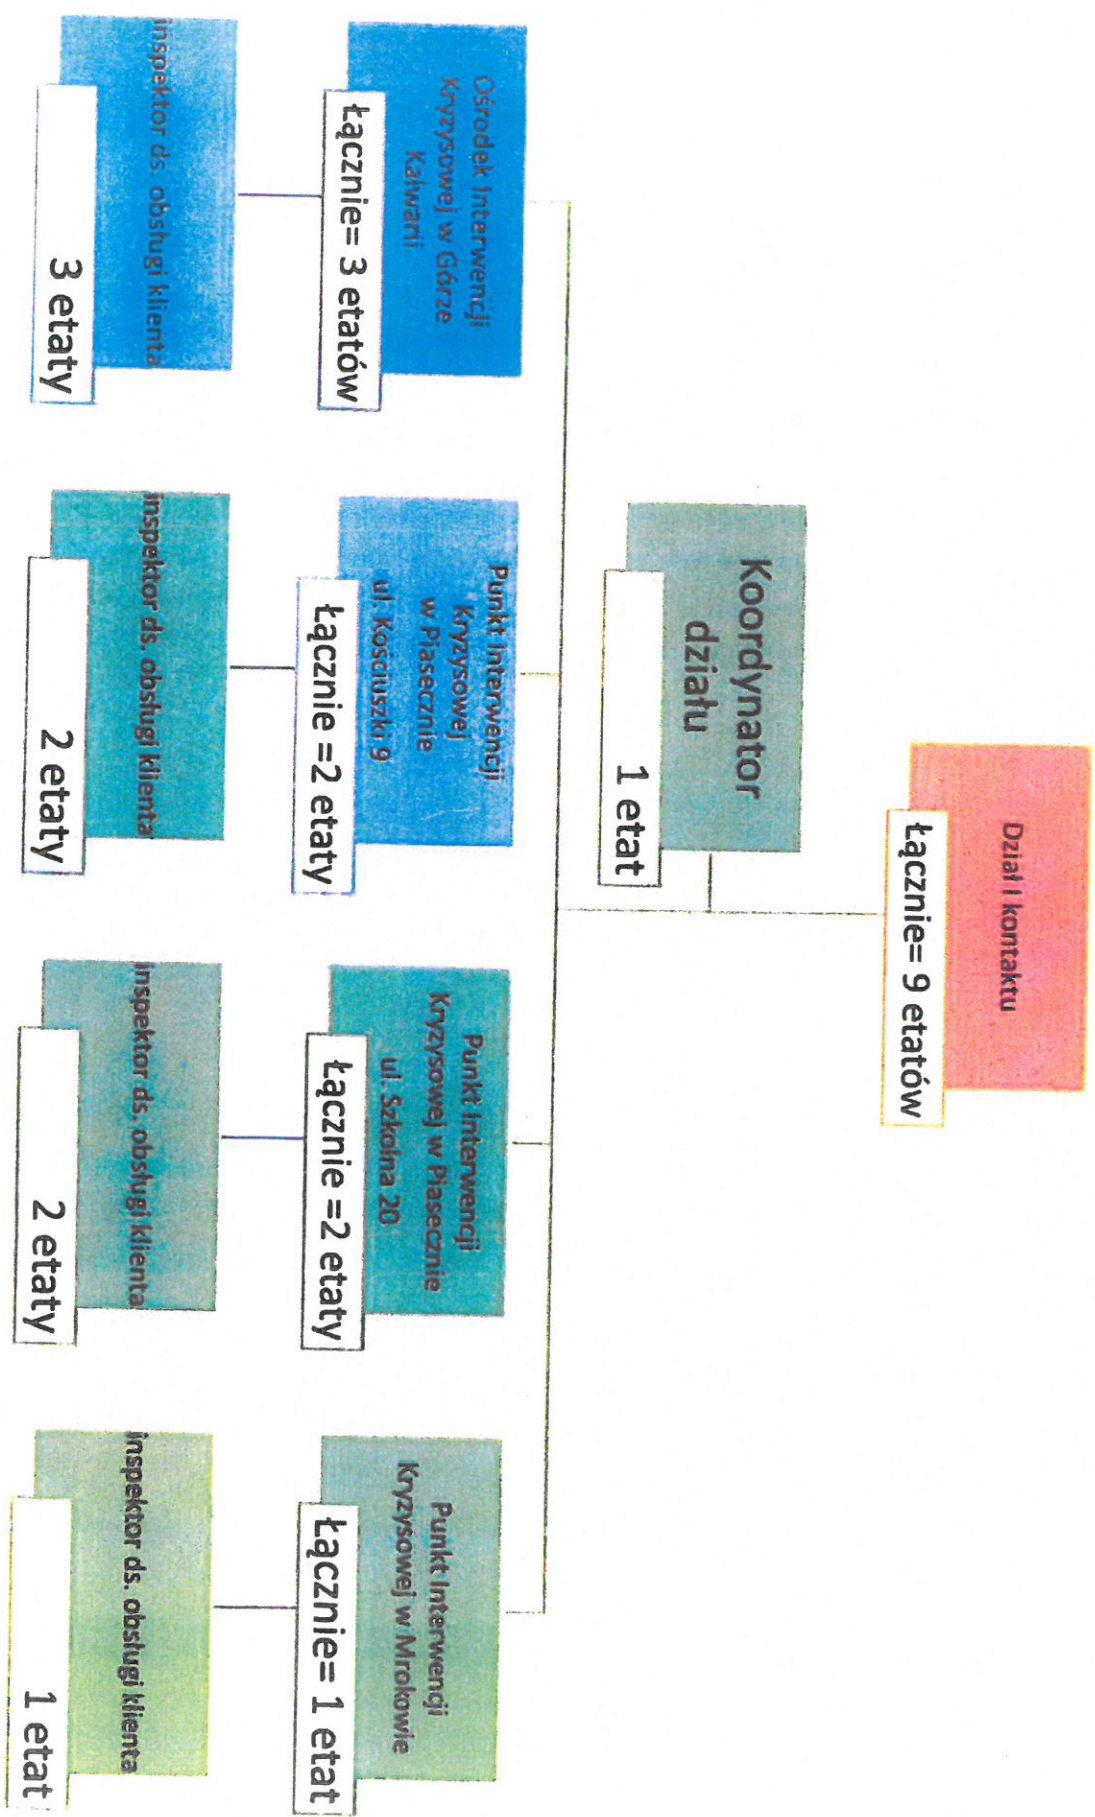 Dział I kontaktu
Łącznie= 9 etatów
Koordynator
działu
1 etat
Ośrodek Interwencji
Kryzysowej w Górze
Kalwarii
Łącznie= 3 etatów
inspektor ds. obsługi klienta
3 etaty
Punkt Interwencji
Kryzysowej
w Piasecznie
ul. Kosciuszki 9
Łącznie =2 etaty
inspektor ds. obsługi klienta
2 etaty
Punkt Interwencji
Kryzysowej w Piasecznie
ul. Szkolna 20
Łącznie =2 etaty
inspektor ds. obsługi klienta
2 etaty
Punkt Interwencji
Kryzysowej w Mrokowie
Łącznie= 1 etat
inspektor ds. obsługi klienta
1 etat